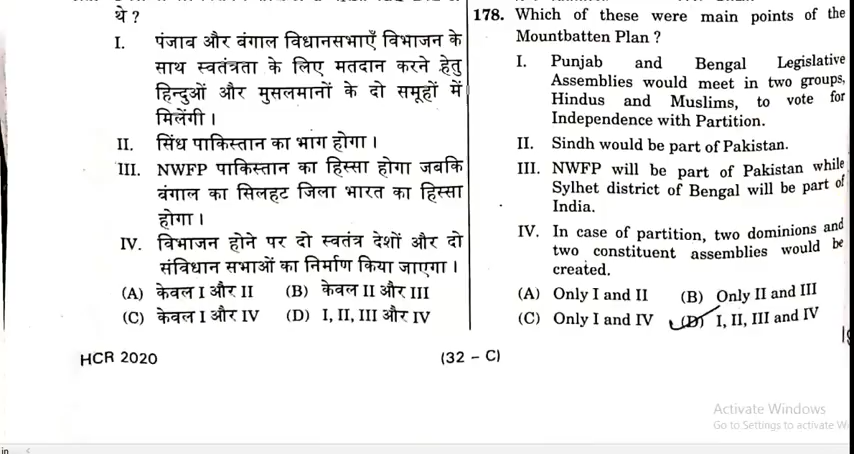 थे ?
I. पंजाब और बंगाल विधानसभाएँ विभाजन के
साथ स्वतंत्रता के लिए मतदान करने हेतु
हिन्दुओं और मुसलमानों के दो समूहों में
मिलेंगी ।
II. सिंध पाकिस्तान का भाग होगा ।
III. NWFP पाकिस्तान का हिस्सा होगा जबकि
बंगाल का सिलहट जिला भारत का हिस्सा
होगा ।
IV. विभाजन होने पर दो स्वतंत्र देशों और दो
संविधान सभाओं का निर्माण किया जाएगा ।
(A) केवल I और II (B) केवल II और III
(C) केवल I और IV (D) I, II, III और IV
178. Which of these were main points of the
Mountbatten Plan ?
I. Punjab and Bengal Legislative
Assemblies would meet in two groups,
Hindus and Muslims, to vote for
Independence with Partition.
II. Sindh would be part of Pakistan.
III. NWFP will be part of Pakistan while
Sylhet district of Bengal will be part of
India.
IV. In case of partition, two dominions and
two constituent assemblies would be
created.
(A) Only I and II (B) Only II and III
(C) Only I and IV (D) I, II, III and IV
HCR 2020 (32 – C)
Activate Windows
Go to Settings to activate W
in